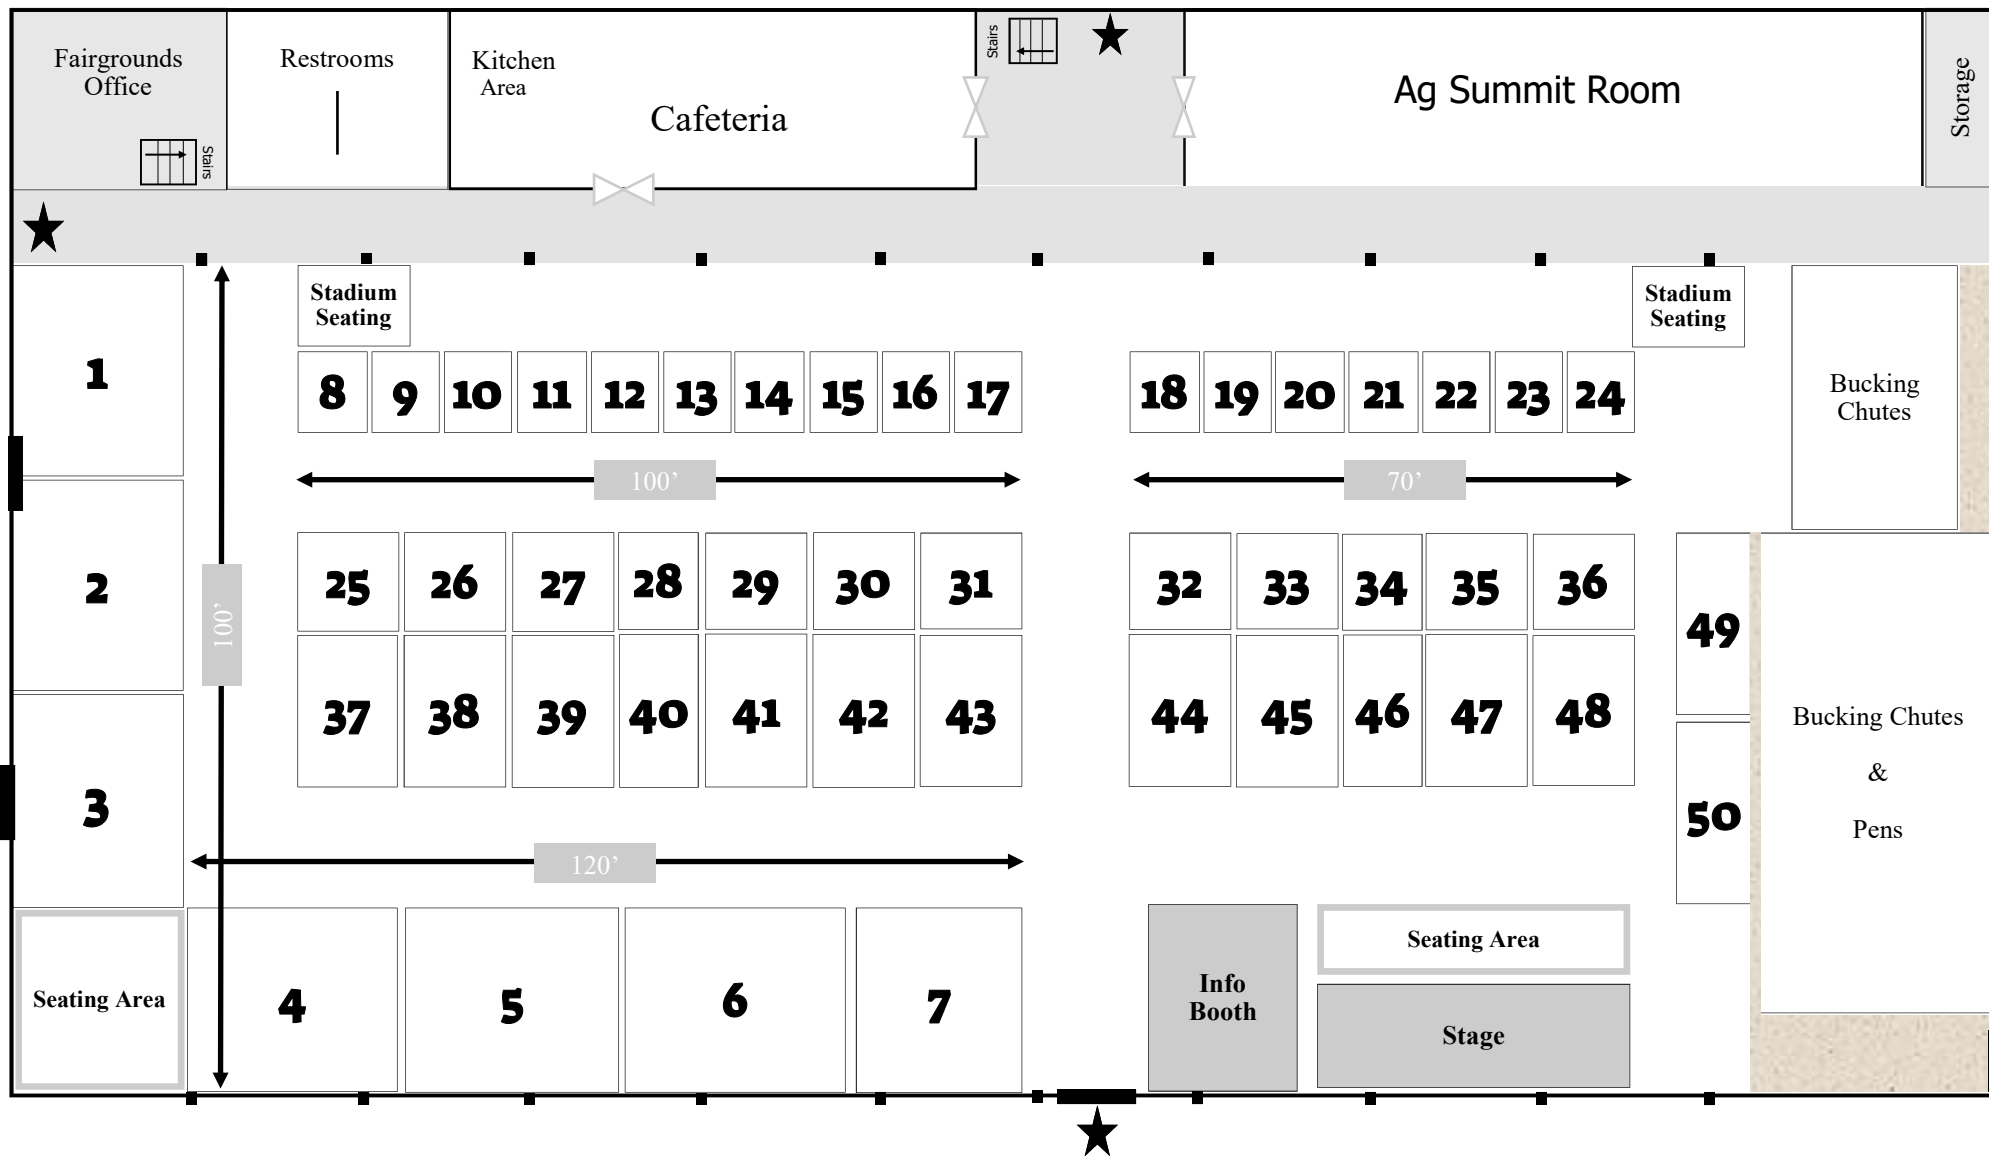 Fairgrounds
Office
Stairs
Restrooms
Kitchen
Area
Cafeteria
Stairs
Ag Summit Room
Storage
Stadium
Seating
Stadium
Seating
1
8 9 10 11 12 13 14 15 16 17
18 19 20 21 22 23 24
Bucking
Chutes
100’
70’
2
100’
25 26 27 28 29 30 31
32 33 34 35 36
49
37 38 39 40 41 42 43
44 45 46 47 48
Bucking Chutes
&
Pens
3
50
120’
Seating Area
4 5 6 7
Info
Booth
Seating Area
Stage